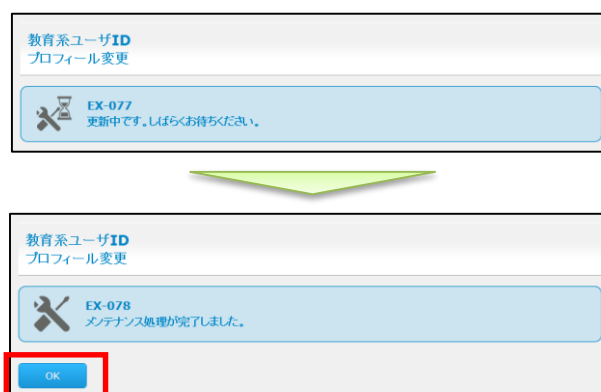 教育系ユーザID
プロフィール変更
EX-077
更新中です。しばらくお待ちください。
教育系ユーザID
プロフィール変更
EX-078
メンテナンス処理が完了しました。
OK